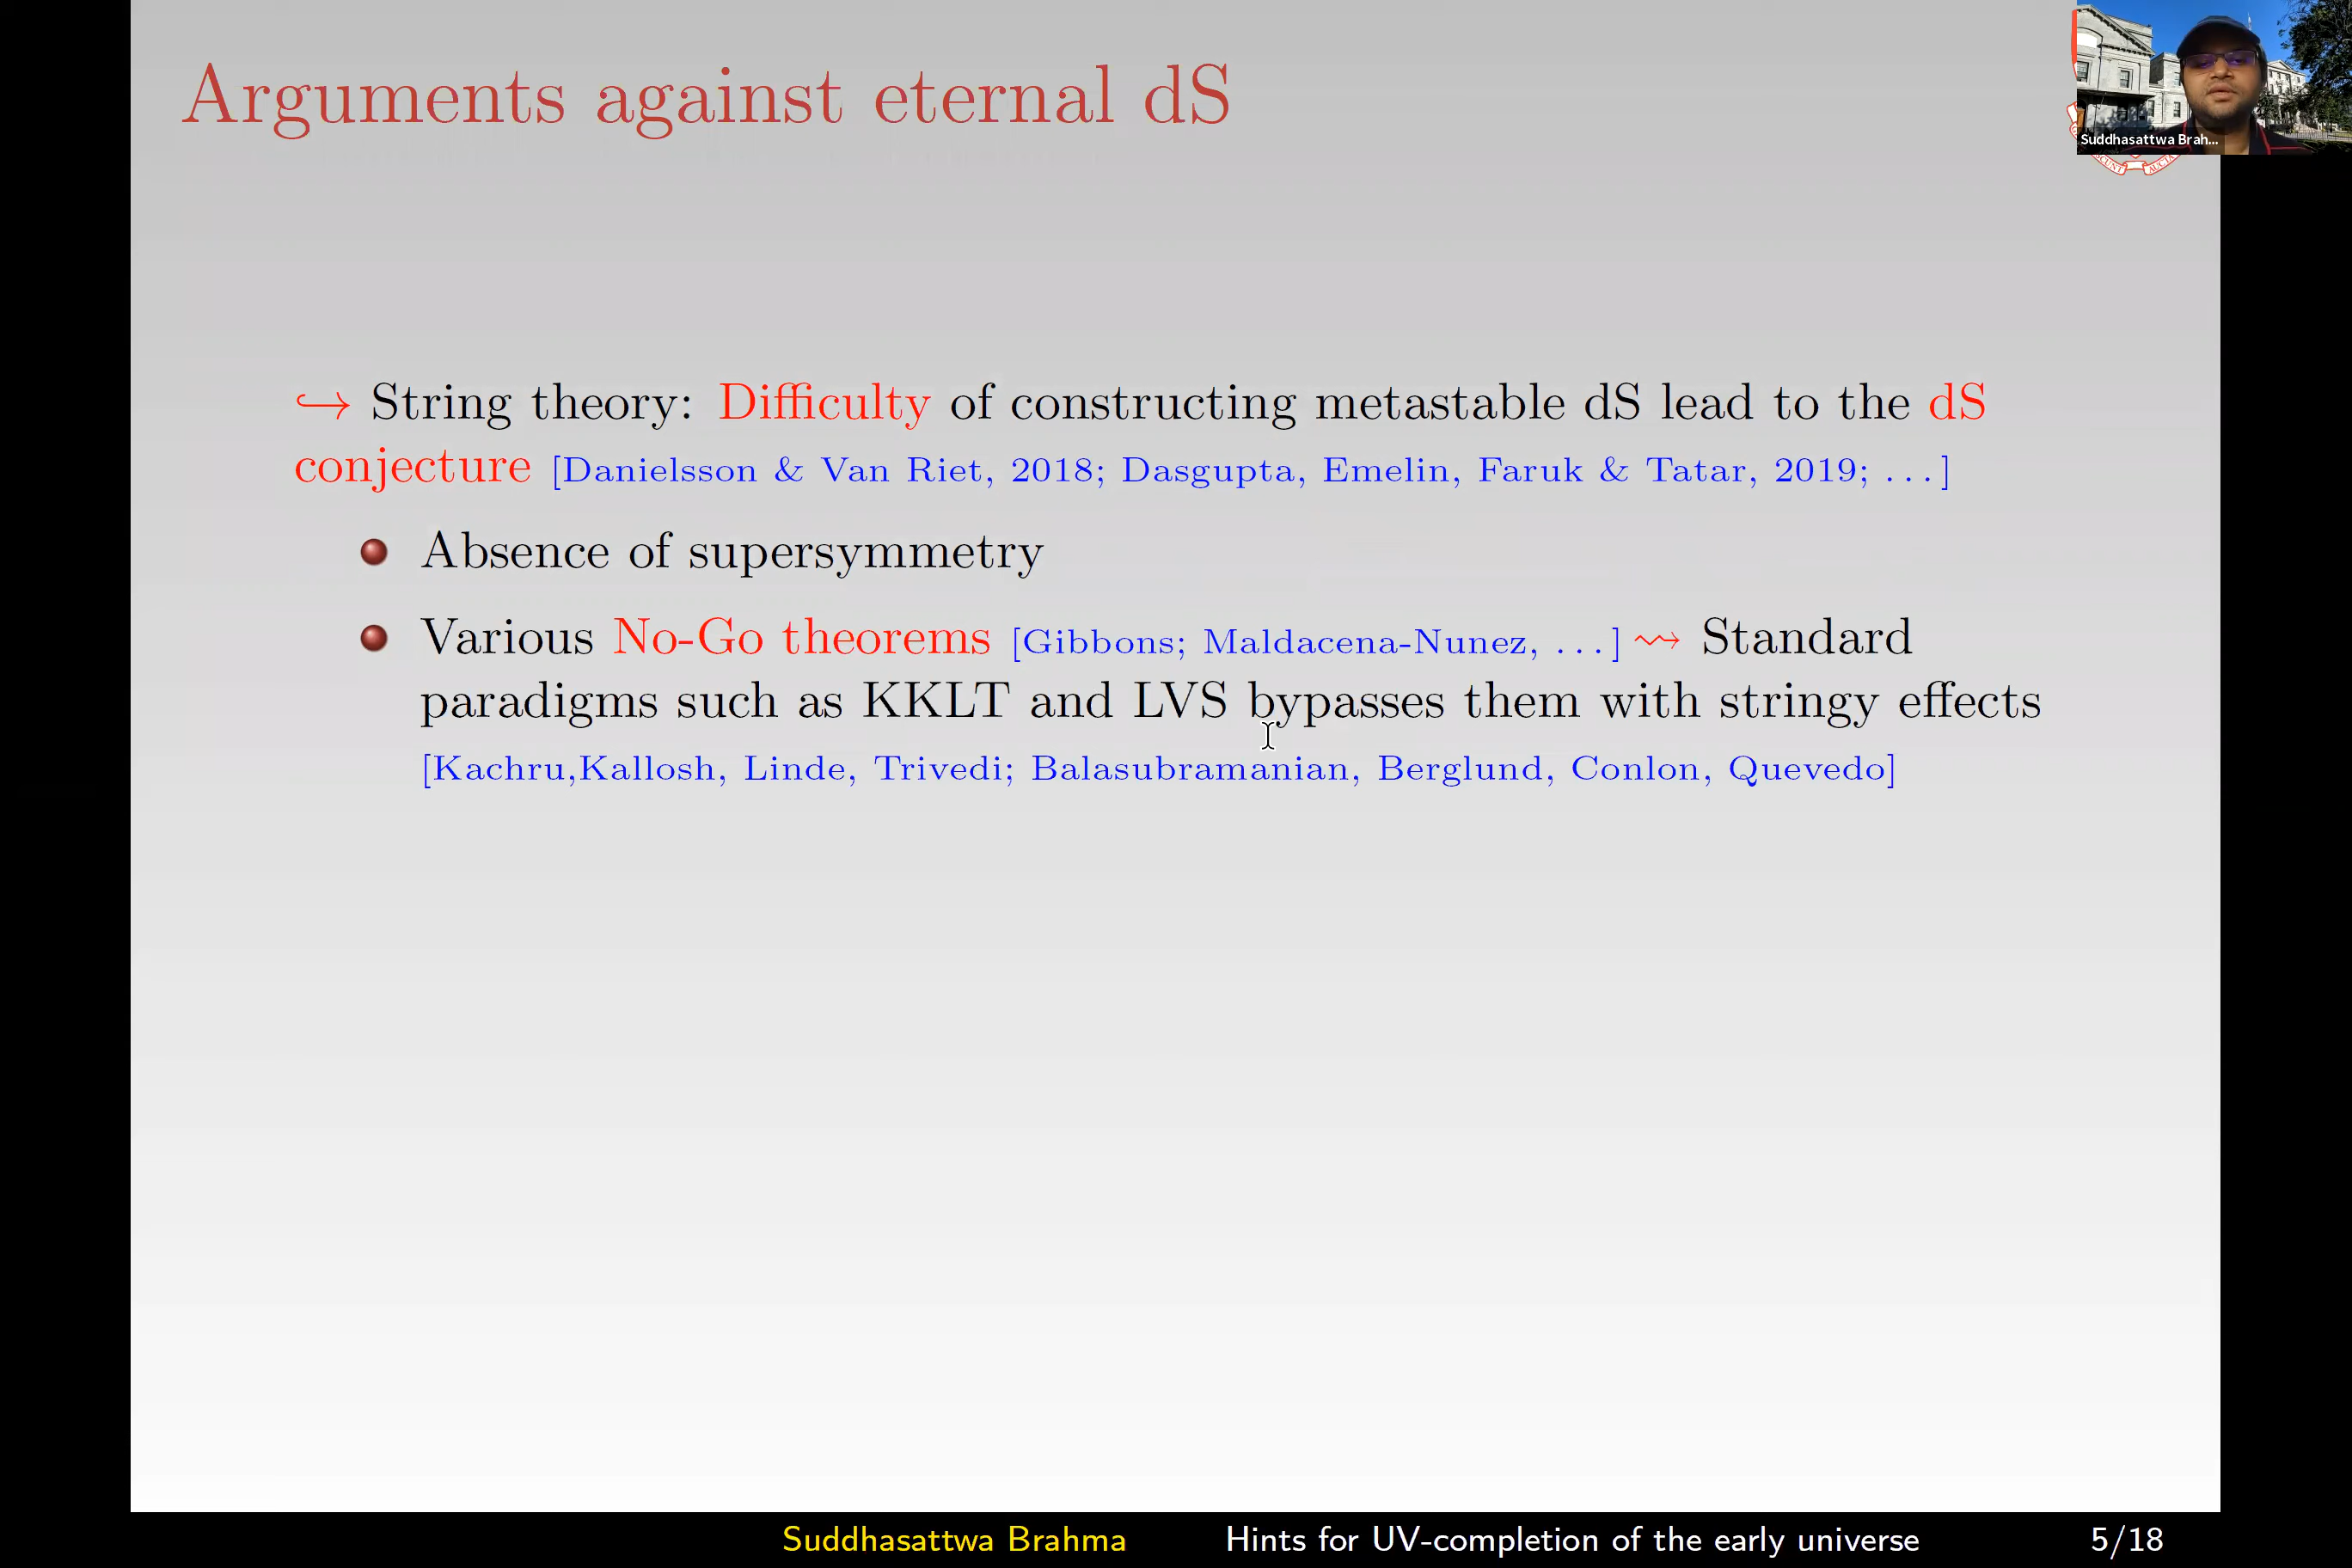 Arguments against eternal dS
Suddhasattwa Brah...
SCUNT
AUCTA
↪ String theory: Difficulty of constructing metastable dS lead to the dS
conjecture [Danielsson & Van Riet, 2018; Dasgupta, Emelin, Faruk & Tatar, 2019; ...]
Absence of supersymmetry
Various No-Go theorems [Gibbons; Maldacena-Nunez, ...] ⇝ Standard
paradigms such as KKLT and LVS bypasses them with stringy effects
[Kachru,Kallosh, Linde, Trivedi; Balasubramanian, Berglund, Conlon, Quevedo]
Suddhasattwa Brahma Hints for UV-completion of the early universe 5/18